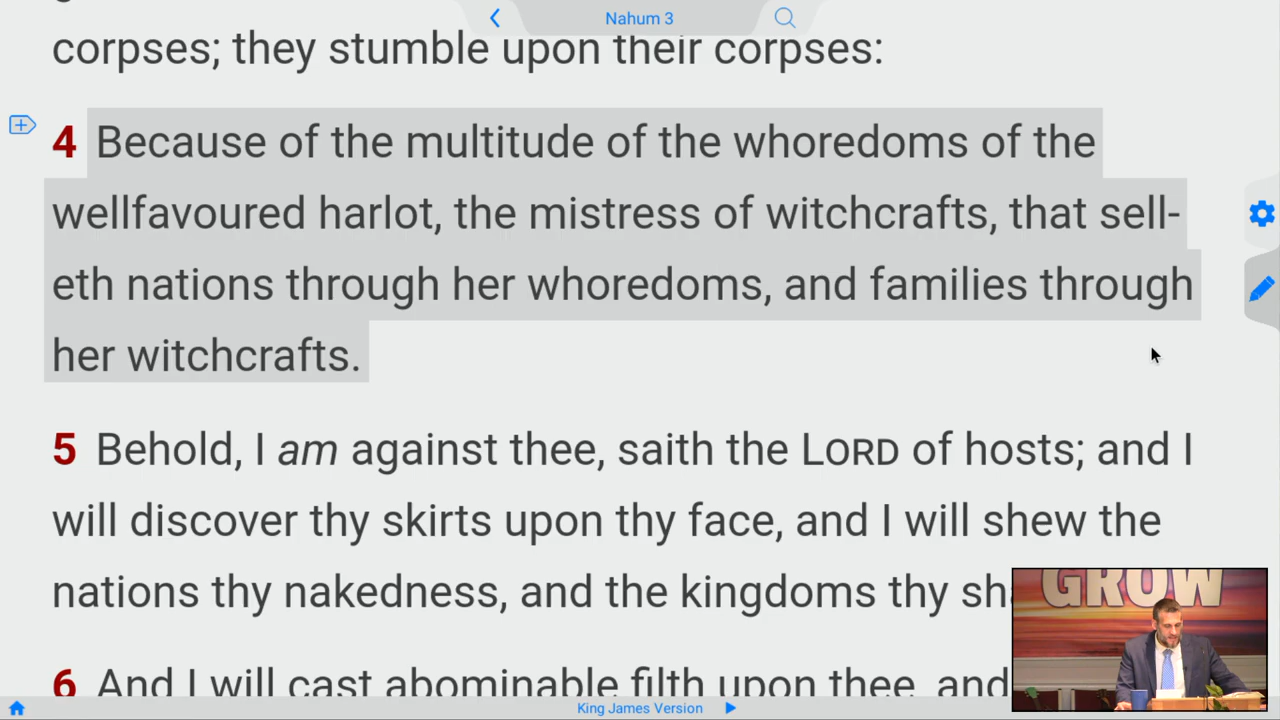 Nahum 3
corpses; they stumble upon their corpses:
4 Because of the multitude of the whoredoms of the
wellfavoured harlot, the mistress of witchcrafts, that sell-
eth nations through her whoredoms, and families through
her witchcrafts.
5 Behold, I am against thee, saith the LORD of hosts; and I
will discover thy skirts upon thy face, and I will shew the
nations thy nakedness, and the kingdoms thy
6 And I will cast abominable filth upon thee, and
GROW
King James Version